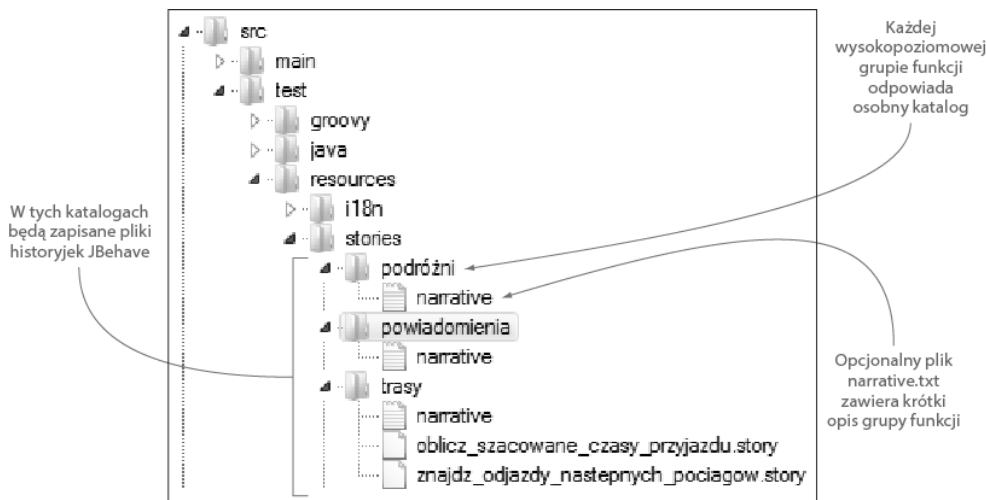 src
main
test
groovy
java
resources
i18n
stories
podróżni
narrative
powiadomienia
narrative
trasy
narrative
oblicz_szacowane_czasy_przyjazdu.story
znajdz_odjazdy_nastepnych_pociagow.story
W tych katalogach
będą zapisane pliki
historyjek JBehave
Każdej
wysokopoziomowej
grupie funkcji
odpowiada
osobny katalog
Opcjonalny plik
narrative.txt
zawiera krótki
opis grupy funkcji